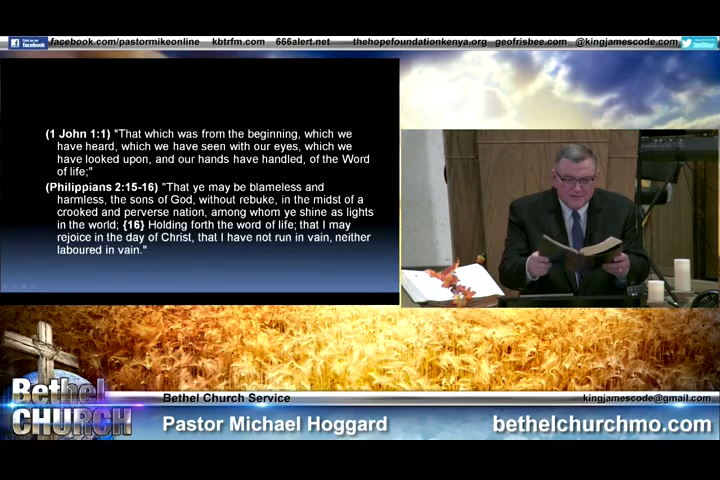 facebook.com/pastormikeonline kbtrfm.com 666alert.net thehopefoundationkenya.org geofrisbee.com @kingjamescode.com
(1 John 1:1) "That which was from the beginning, which we
have heard, which we have seen with our eyes, which we
have looked upon, and our hands have handled, of the Word
of life;"
(Philippians 2:15-16) "That ye may be blameless and
harmless, the sons of God, without rebuke, in the midst of a
crooked and perverse nation, among whom ye shine as lights
in the world; {16} Holding forth the word of life; that I may
rejoice in the day of Christ, that I have not run in vain, neither
laboured in vain."
Bethel
CHURCH
Bethel Church Service
kingjamescode@gmail.com
Pastor Michael Hoggard
bethelchurchmo.com